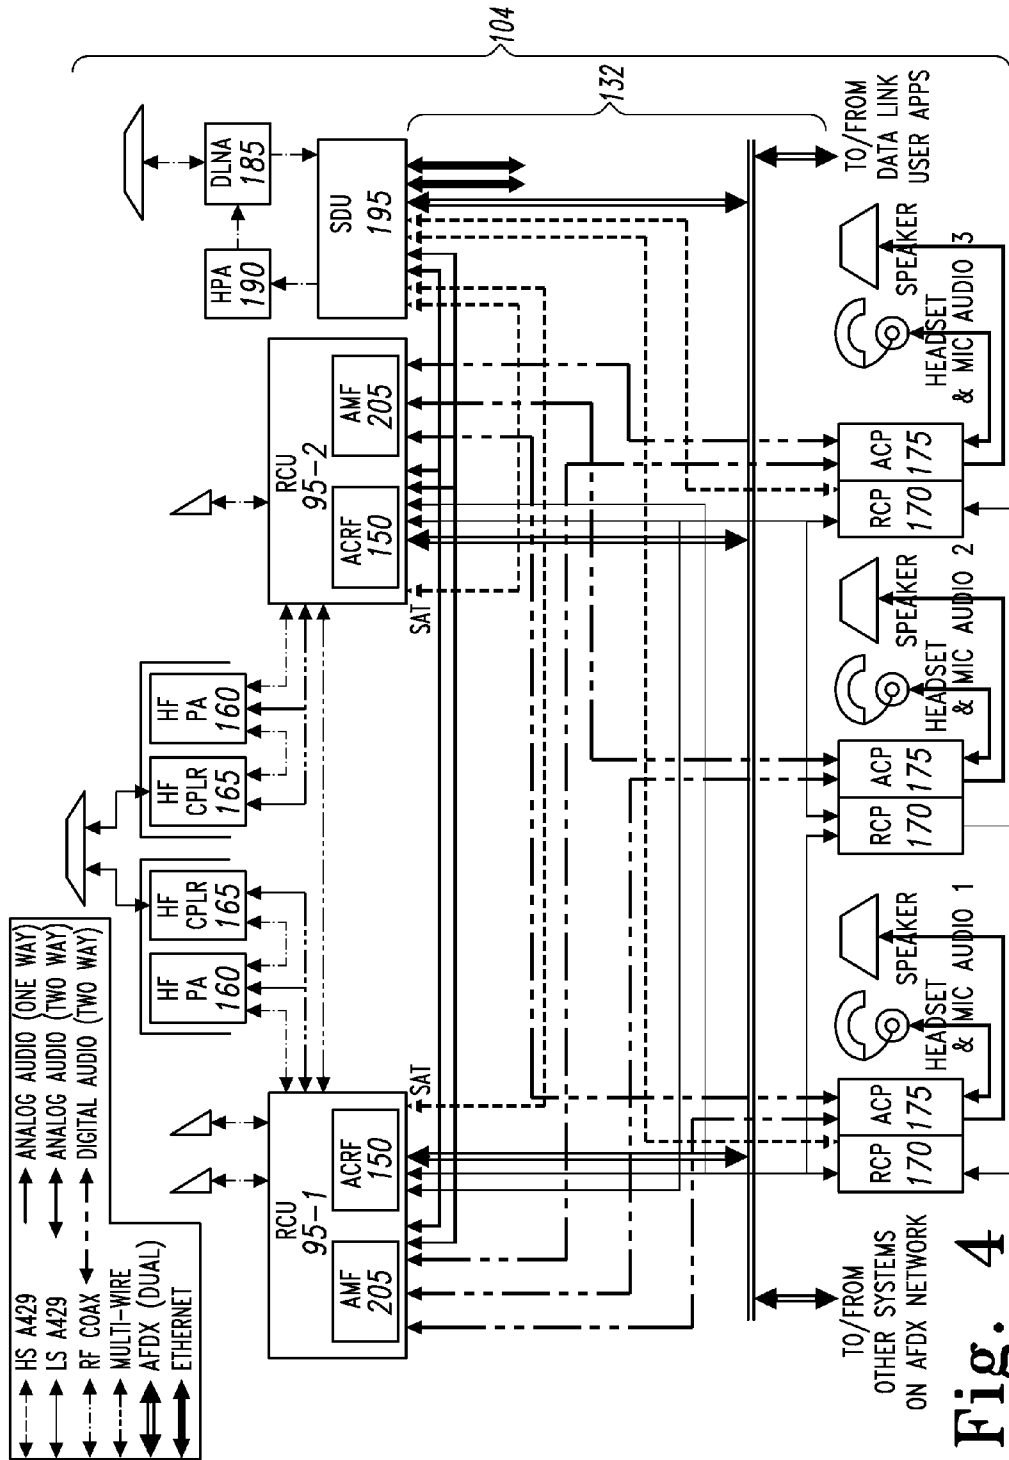 HS A429
LS A429
RF COAX
MULTI-WIRE
AFDX (DUAL)
ETHERNET
ANALOG AUDIO (ONE WAY)
ANALOG AUDIO (TWO WAY)
DIGITAL AUDIO (TWO WAY)
HF
PA
160
HF
CPLR
165
HF
CPLR
165
HF
PA
160
HPA
190
DLNA
185
RCU
95-1
AMF
205
ACRF
150
SAT
RCU
95-2
ACRF
150
AMF
205
SAT
SDU
195
104
132
TO/FROM
OTHER SYSTEMS
ON AFDX NETWORK
TO/FROM
DATA LINK
USER APPS
RCP
170
ACP
175
HEADSET
& MIC AUDIO 1
SPEAKER
RCP
170
ACP
175
HEADSET
& MIC AUDIO 2
SPEAKER
RCP
170
ACP
175
HEADSET
& MIC AUDIO 3
SPEAKER
Fig. 4